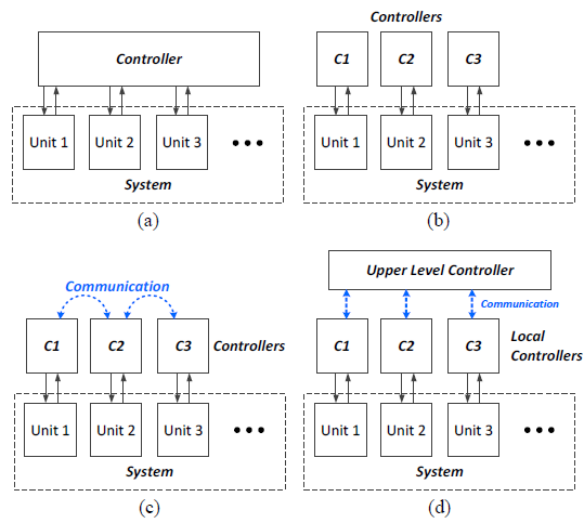 Controller
Unit 1
Unit 2
Unit 3
•••
System
(a)
Controllers
C1
C2
C3
Unit 1
Unit 2
Unit 3
•••
System
(b)
Communication
C1
C2
C3
Controllers
Unit 1
Unit 2
Unit 3
•••
System
(c)
Upper Level Controller
Communication
C1
C2
C3
Local
Controllers
Unit 1
Unit 2
Unit 3
•••
System
(d)